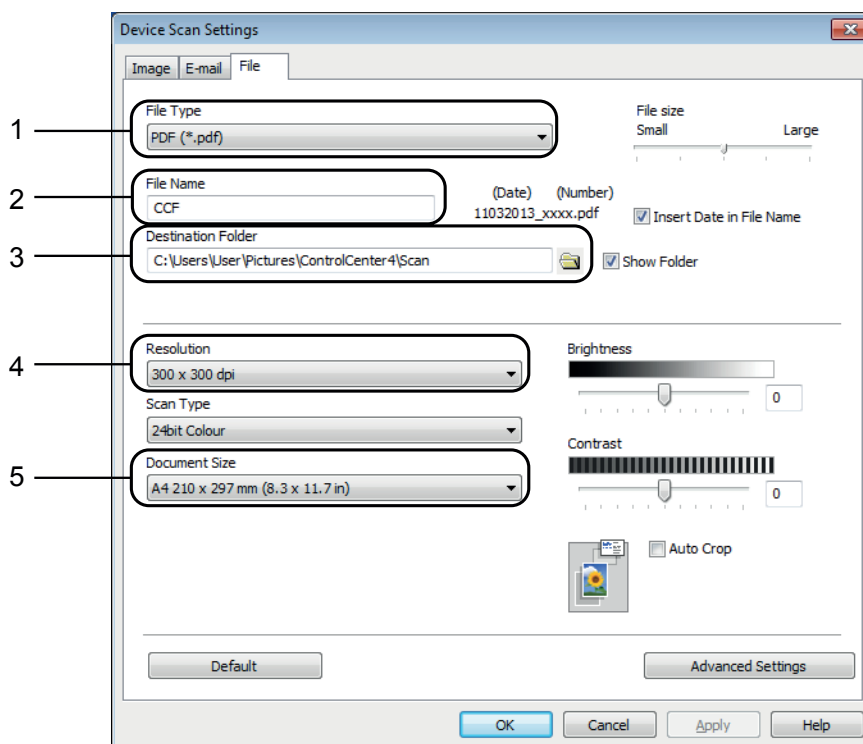 Device Scan Settings
Image E-mail File
1
File Type
PDF (*.pdf)
File size
Small Large
2
File Name
CCF
(Date) (Number)
11032013_xxxx.pdf
Insert Date in File Name
3
Destination Folder
C:\Users\User\Pictures\ControlCenter4\Scan
Show Folder
4
Resolution
300 x 300 dpi
Scan Type
24bit Colour
5
Document Size
A4 210 x 297 mm (8.3 x 11.7 in)
Brightness
0
Contrast
0
Auto Crop
Default
Advanced Settings
OK Cancel Apply Help